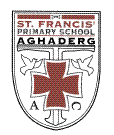 ST. FRANCIS'
PRIMARY SCHOOL
AGHADERG
A Ω